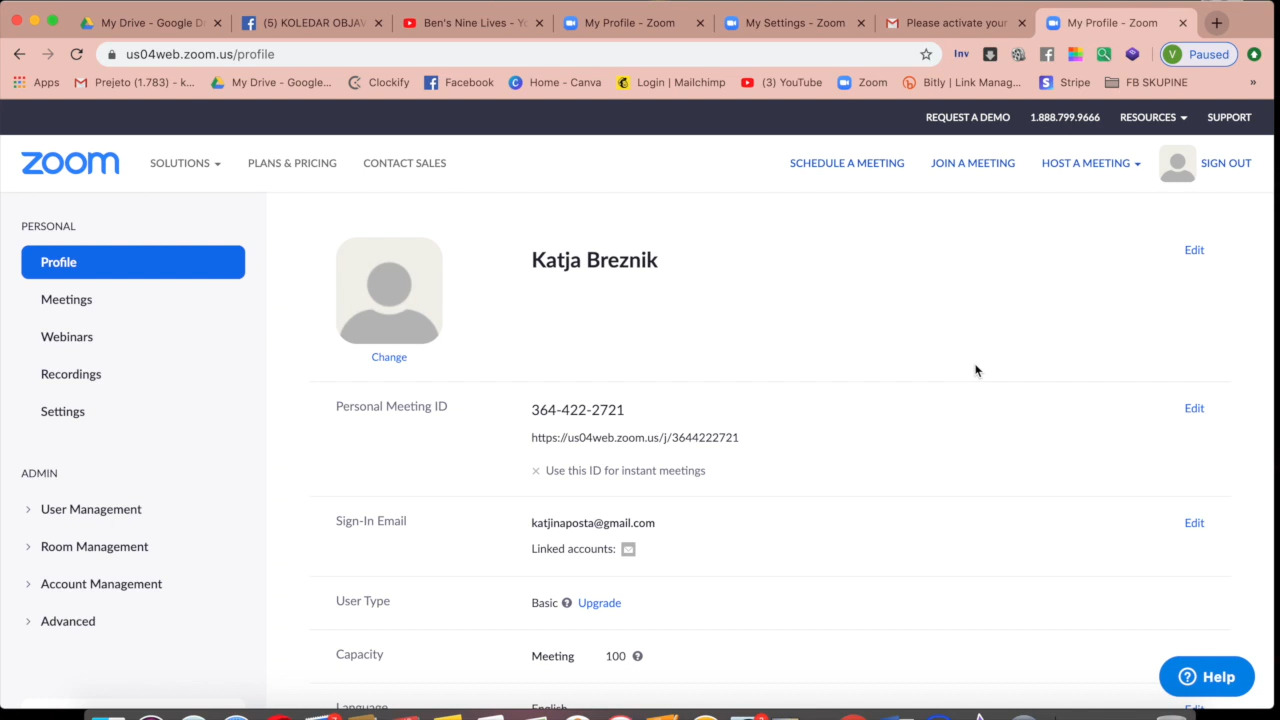 My Drive - Google D
(5) KOLEDAR OBJAV
Ben's Nine Lives - Yo
My Profile - Zoom
My Settings - Zoom
Please activate your
My Profile - Zoom
us04web.zoom.us/profile
Inv
V Paused
Apps
Prejeto (1.783) - k...
My Drive - Google...
Clockify
Facebook
Home - Canva
Login | Mailchimp
(3) YouTube
Zoom
Bitly | Link Manag...
Stripe
FB SKUPINE
»
REQUEST A DEMO
1.888.799.9666
RESOURCES
SUPPORT
zoom
SOLUTIONS
PLANS & PRICING
CONTACT SALES
SCHEDULE A MEETING
JOIN A MEETING
HOST A MEETING
SIGN OUT
PERSONAL
Profile
Meetings
Webinars
Recordings
Settings
ADMIN
User Management
Room Management
Account Management
Advanced
Katja Breznik
Edit
Change
Personal Meeting ID
364-422-2721
Edit
https://us04web.zoom.us/j/3644222721
Use this ID for instant meetings
Sign-In Email
katjinaposta@gmail.com
Edit
Linked accounts:
User Type
Basic
Upgrade
Capacity
Meeting
100
Language
English
Edit
Help